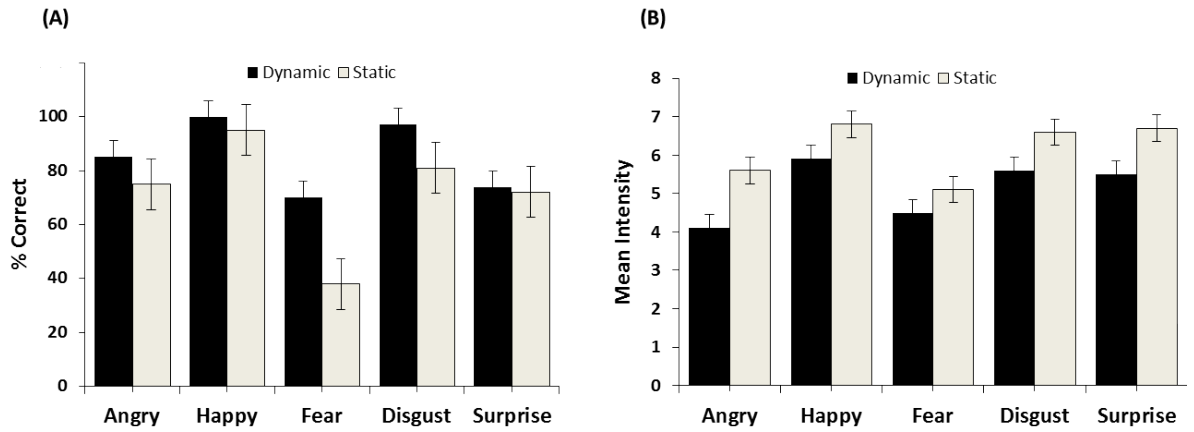 (A)
Dynamic Static
% Correct
100
80
60
40
20
0
Angry Happy Fear Disgust Surprise
(B)
Dynamic Static
Mean Intensity
8
7
6
5
4
3
2
1
0
Angry Happy Fear Disgust Surprise